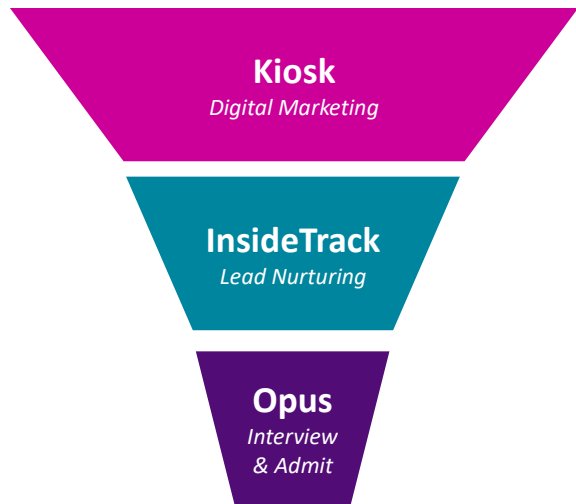 Kiosk
Digital Marketing
InsideTrack
Lead Nurturing
Opus
Interview
& Admit